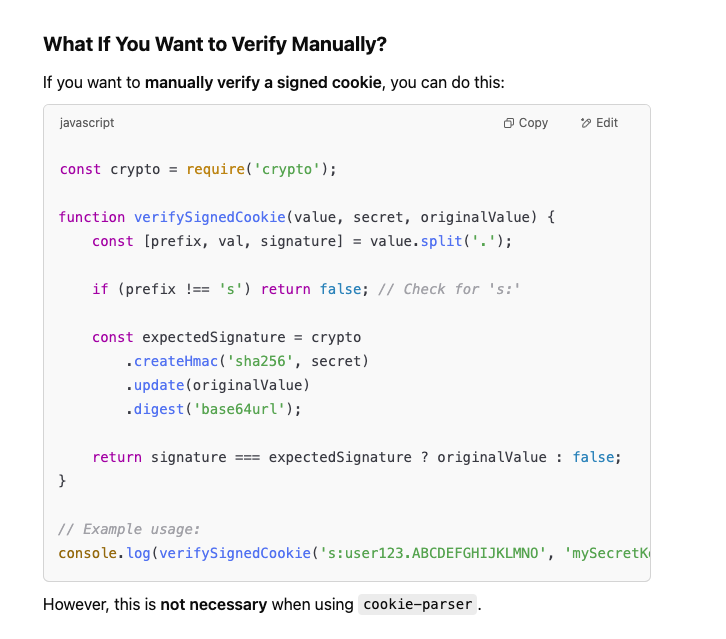 What If You Want to Verify Manually?
If you want to manually verify a signed cookie, you can do this:
javascript Copy Edit
const crypto = require('crypto');
function verifySignedCookie(value, secret, originalValue) {
    const [prefix, val, signature] = value.split('.');
    if (prefix !== 's') return false; // Check for 's:'
    const expectedSignature = crypto
        .createHmac('sha256', secret)
        .update(originalValue)
        .digest('base64url');
    return signature === expectedSignature ? originalValue : false;
}
// Example usage:
console.log(verifySignedCookie('s:user123.ABCDEFGHIJKLMNO', 'mySecretK
However, this is not necessary when using cookie-parser.